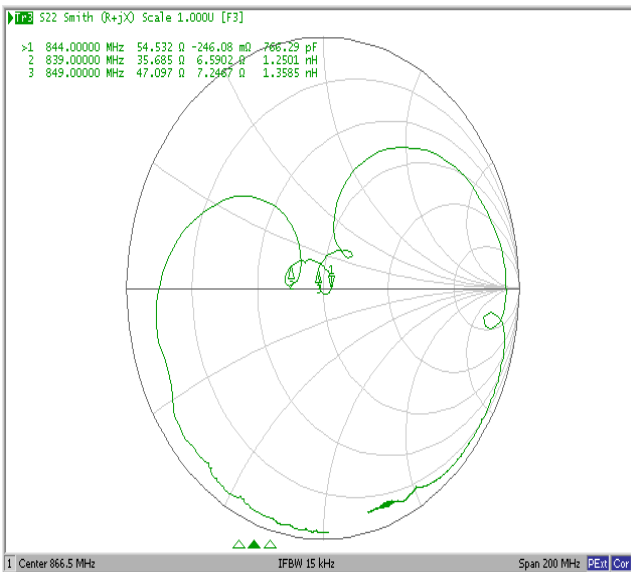 Tr3 S22 Smith (R+jX) Scale 1.000U [F3]
>1 844.00000 MHz 54.532 Ω -246.08 mΩ 766.29 pF
2 839.00000 MHz 35.685 Ω 6.5902 Ω 1.2501 nH
3 849.00000 MHz 47.097 Ω 7.2467 Ω 1.3585 nH
1 Center 866.5 MHz IFBW 15 kHz Span 200 MHz PExt Cor